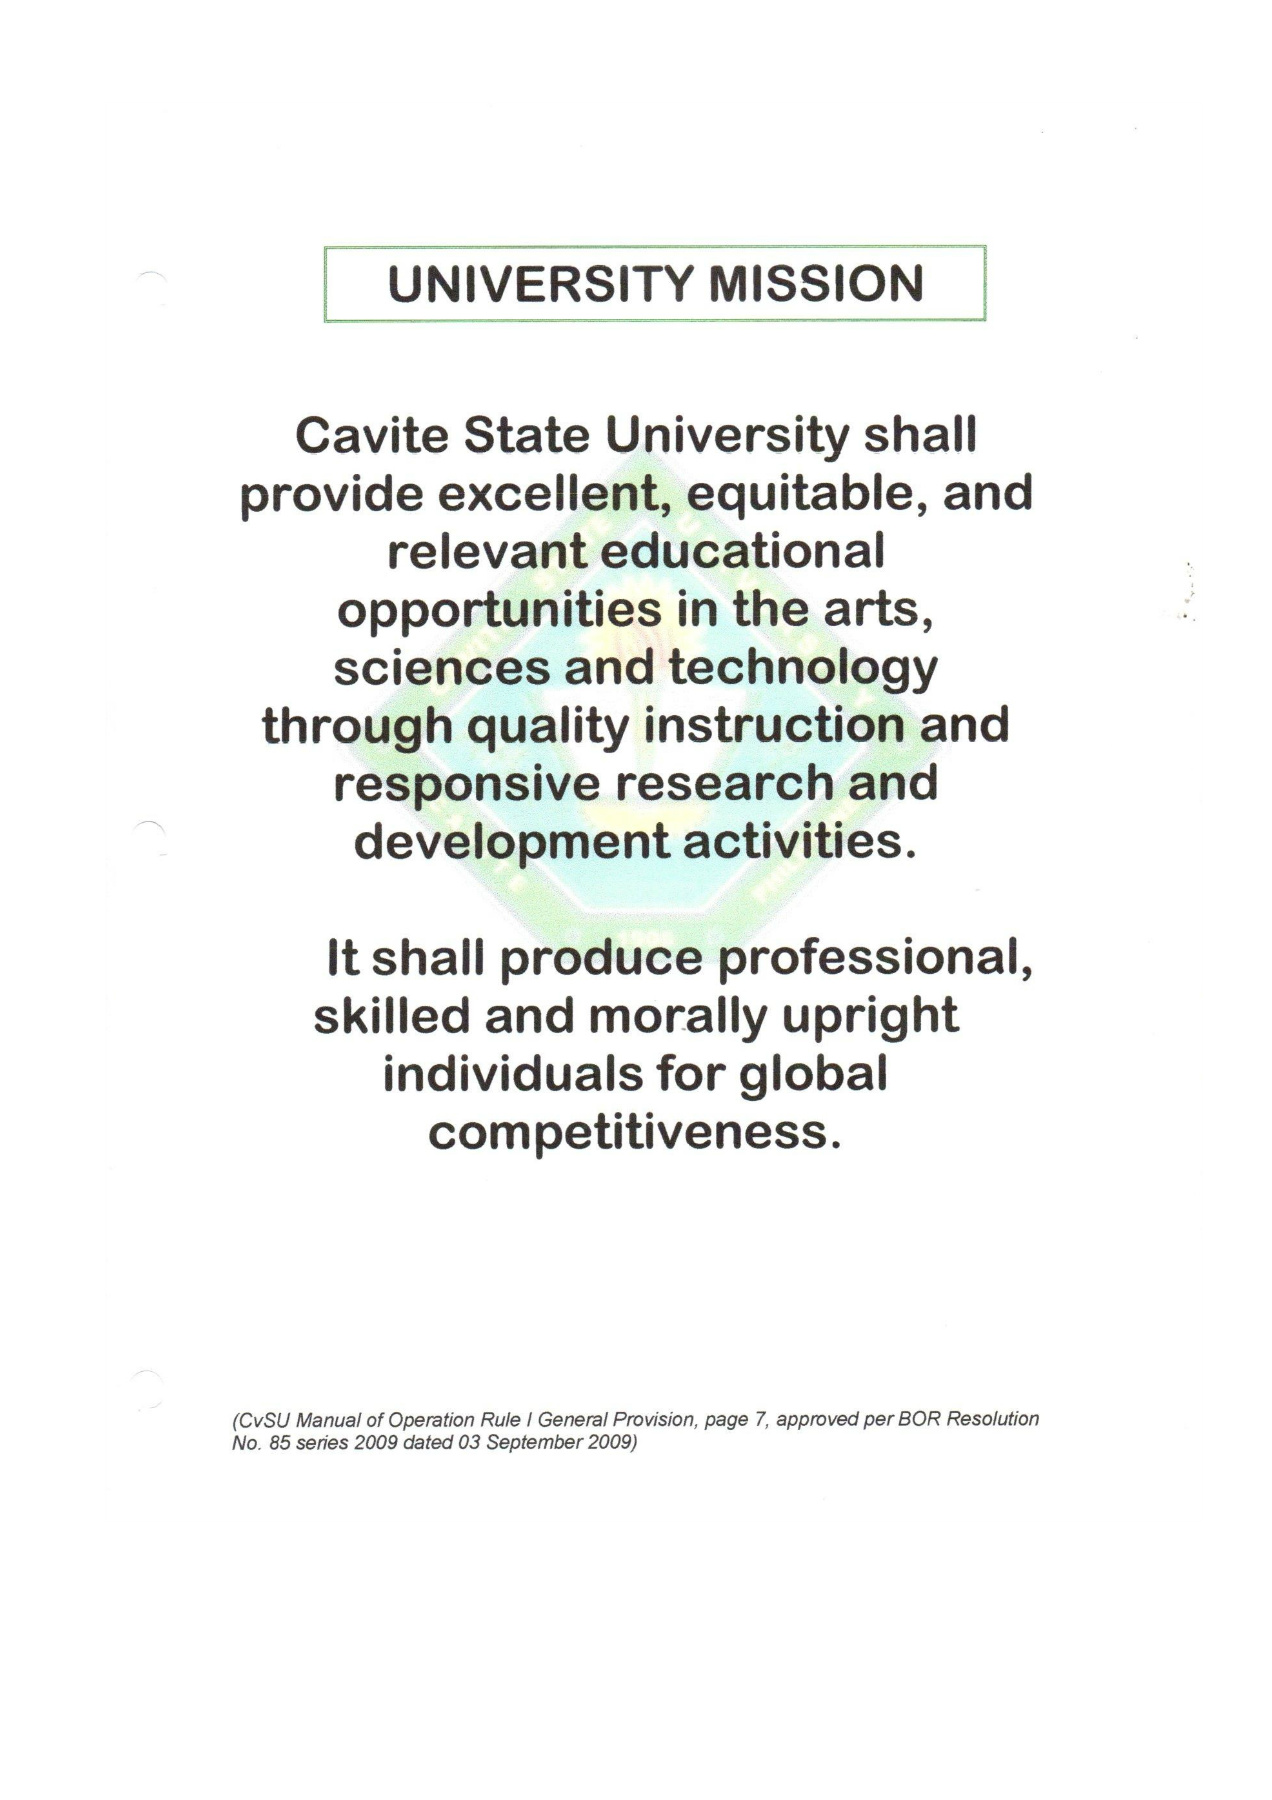 UNIVERSITY MISSION
Cavite State University shall
provide excellent, equitable, and
relevant educational
opportunities in the arts,
sciences and technology
through quality instruction and
responsive research and
development activities.
It shall produce professional,
skilled and morally upright
individuals for global
competitiveness.
(CvSU Manual of Operation Rule I General Provision, page 7, approved per BOR Resolution
No. 85 series 2009 dated 03 September 2009)